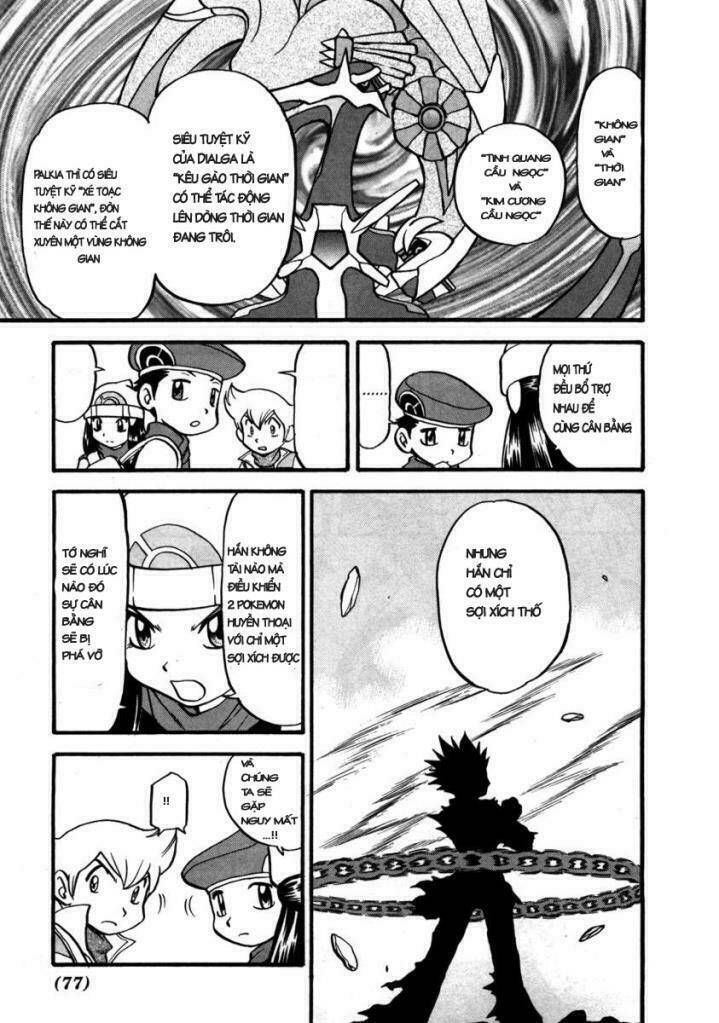 "KHÔNG
GIAN"
VÀ
"THỜI
GIAN"
"TINH QUANG
CẦU NGỌC"
VÀ
"KIM CƯƠNG
CẦU NGỌC"
SIÊU TUYỆT KỸ
CỦA DIALGA LÀ
"KÊU GÀO THỜI GIAN"
CÓ THỂ TÁC ĐỘNG
LÊN DÒNG THỜI GIAN
ĐANG TRÔI.
PALKIA THÌ CÓ SIÊU
TUYỆT KỸ "XÉ TOẠC
KHÔNG GIAN", ĐÒN
THẾ NÀY CÓ THỂ CẮT
XUYÊN MỘT VÙNG KHÔNG
GIAN
MỌI THỨ
ĐỀU BỔ TRỢ
NHAU ĐỂ
CÙNG CÂN BẰNG
........
NHƯNG
HẮN CHỈ
CÓ MỘT
SỢI XÍCH THỐ
HẮN KHÔNG
TÀI NÀO MÀ
ĐIỀU KHIỂN
2 POKEMON
HUYỀN THOẠI
VỚI CHỈ MỘT
SỢI XÍCH ĐƯỢC
TỚ NGHĨ
SẼ CÓ LÚC
NÀO ĐÓ
SỰ CÂN
BẰNG
SẼ BỊ
PHÁ VỠ
VÀ
CHÚNG
TA SẼ
GẶP
NGUY MẤT
...!!
!!
(77)